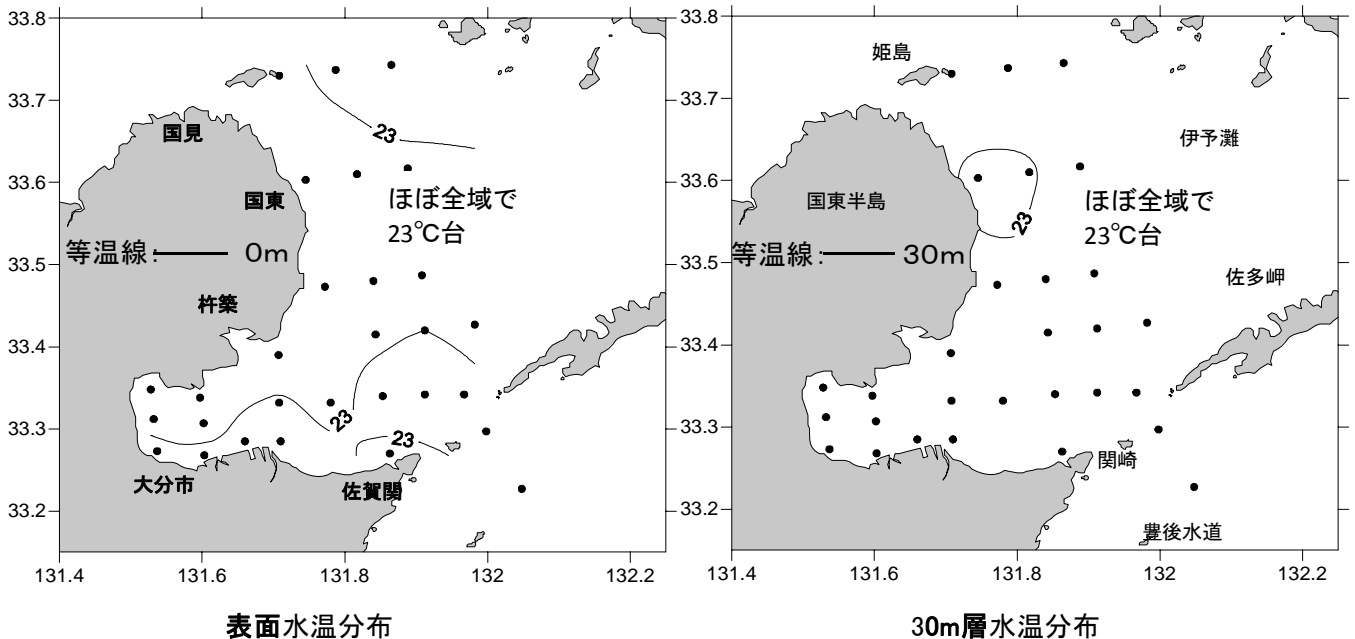 33.8
33.7
33.6
33.5
33.4
33.3
33.2
131.4
131.6
131.8
132
132.2
国見
国東
杵築
大分市
佐賀関
23
23
23
ほぼ全域で
23℃台
等温線: 0m
表面水温分布
33.8
33.7
33.6
33.5
33.4
33.3
33.2
131.4
131.6
131.8
132
132.2
姫島
伊予灘
国東半島
23
ほぼ全域で
23℃台
等温線: 30m
佐多岬
関崎
豊後水道
30m層水温分布